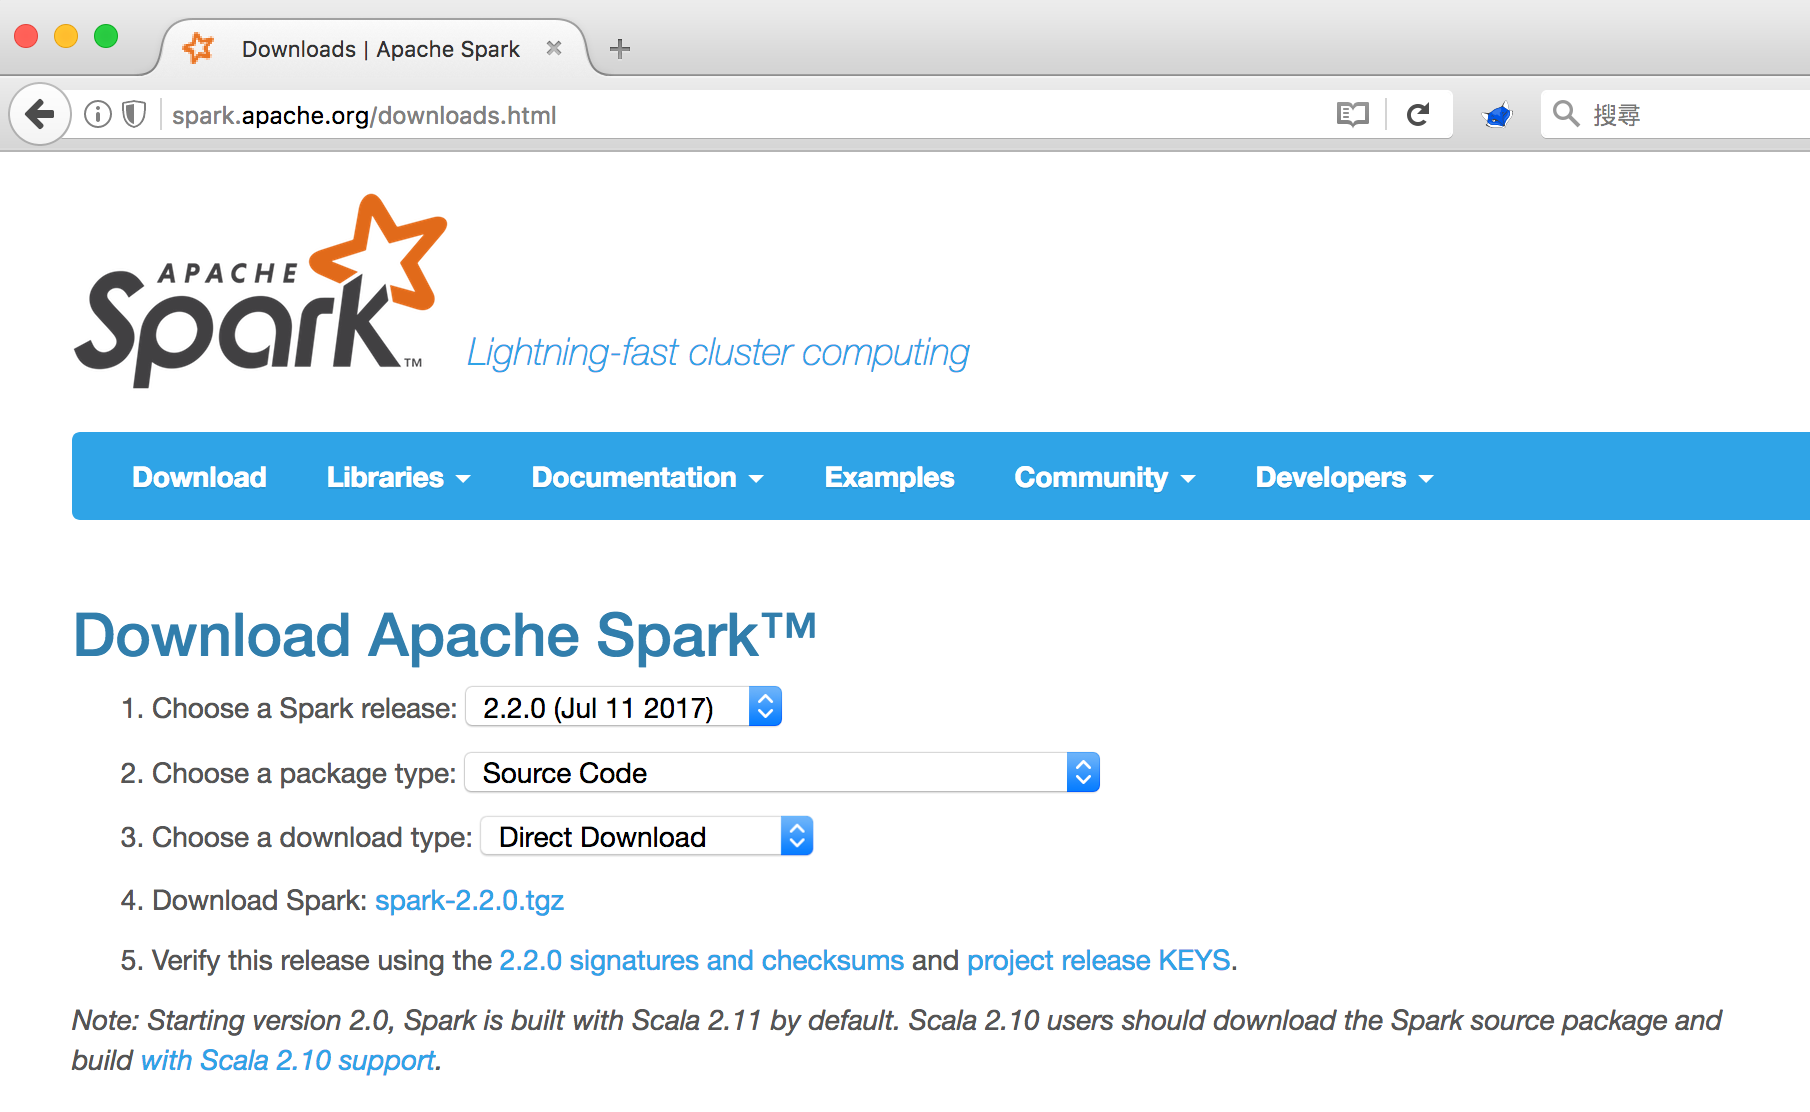 Downloads | Apache Spark
spark.apache.org/downloads.html
搜尋
APACHE
Spark™
Lightning-fast cluster computing
Download Libraries Documentation Examples Community Developers
Download Apache Spark™
1. Choose a Spark release: 2.2.0 (Jul 11 2017)
2. Choose a package type: Source Code
3. Choose a download type: Direct Download
4. Download Spark: spark-2.2.0.tgz
5. Verify this release using the 2.2.0 signatures and checksums and project release KEYS.
Note: Starting version 2.0, Spark is built with Scala 2.11 by default. Scala 2.10 users should download the Spark source package and
build with Scala 2.10 support.